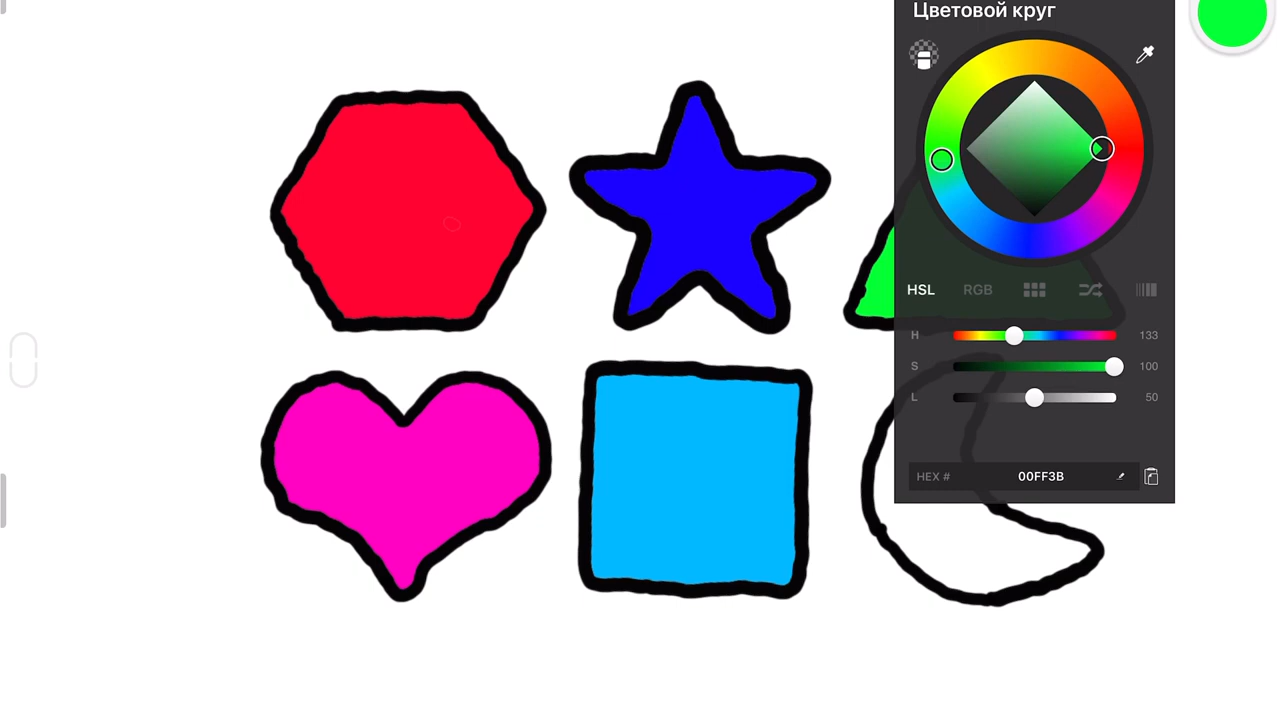 Цветовой круг
HSL RGB
H 133
S 100
L 50
HEX # 00FF3B